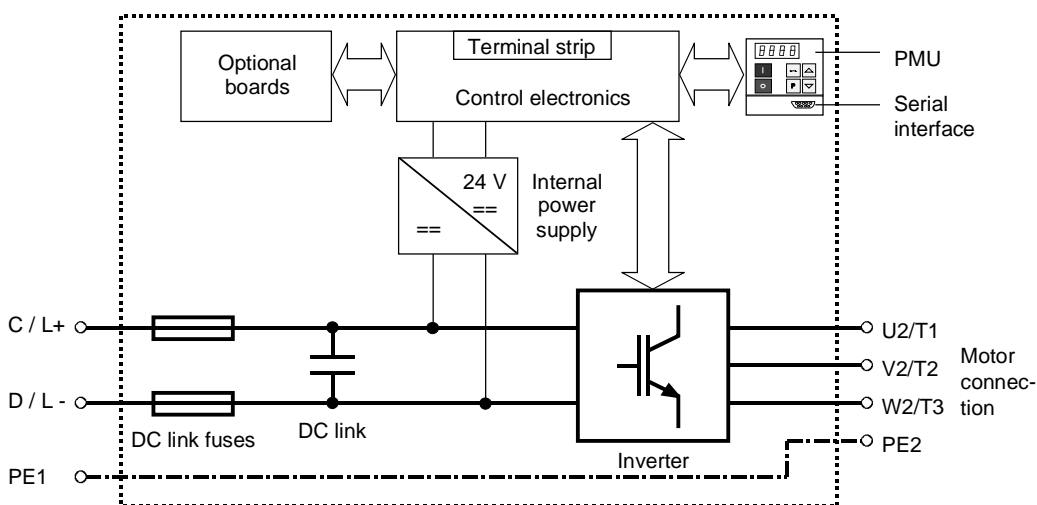 Optional
boards
Terminal strip
Control electronics
8888
I
O
P
PMU
Serial
interface
24 V
==
==
Internal
power
supply
C / L+
D / L -
DC link fuses
DC link
Inverter
U2/T1
V2/T2
W2/T3
Motor
connec-
tion
PE2
PE1